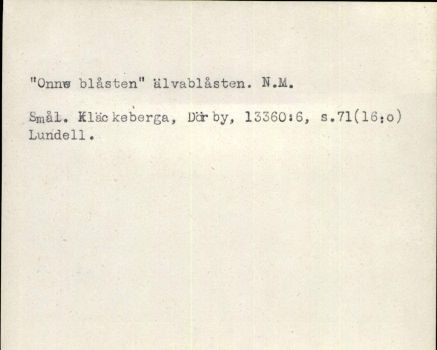 "Onne blåsten" älvablåsten. N.M.
Smål. Kläckeberga, Dörby, 13360:6, s.71(16:o)
Lundell.